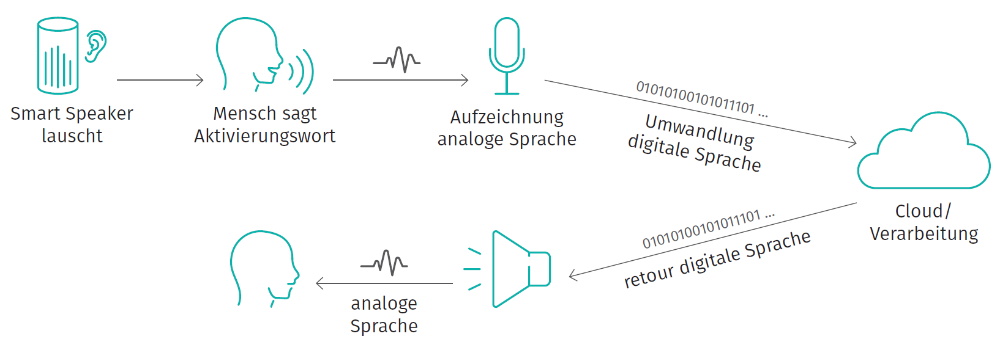 Smart Speaker
lauscht
Mensch sagt
Aktivierungswort
Aufzeichnung
analoge Sprache
01010100101011101 ...
Umwandlung
digitale Sprache
Cloud/
Verarbeitung
01010100101011101 ...
retour digitale Sprache
analoge
Sprache